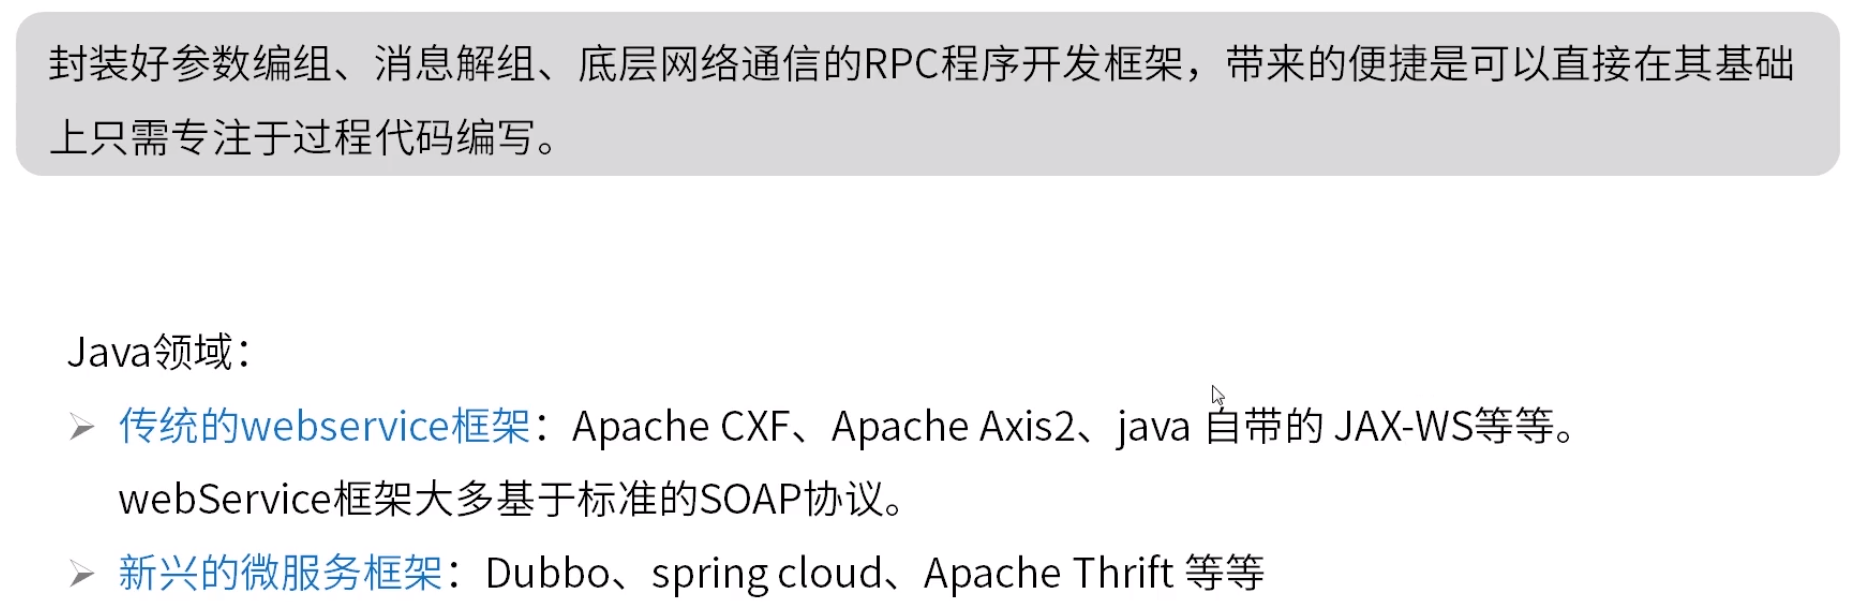 封装好参数编组、消息解组、底层网络通信的RPC程序开发框架，带来的便捷是可以直接在其基础
上只需专注于过程代码编写。
Java领域：
传统的webservice框架：Apache CXF、Apache Axis2、java 自带的 JAX-WS等等。
webService框架大多基于标准的SOAP协议。
新兴的微服务框架：Dubbo、spring cloud、Apache Thrift 等等